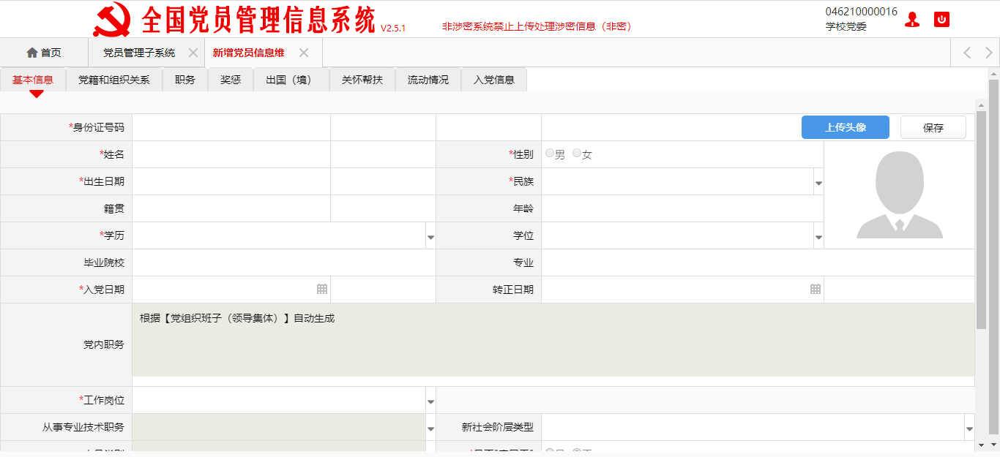 全国党员管理信息系统 V2.5.1 非涉密系统禁止上传处理涉密信息（非密） 046210000016
学校党委
首页 党员管理子系统 新增党员信息维
基本信息 党籍和组织关系 职务 奖惩 出国（境） 关怀帮扶 流动情况 入党信息
*身份证号码 上传头像 保存
*姓名 *性别 男 女
*出生日期 *民族
籍贯 年龄
*学历 学位
毕业院校 专业
*入党日期 转正日期
根据【党组织班子（领导集体）】自动生成
党内职务
*工作岗位
从事专业技术职务 新社会阶层类型